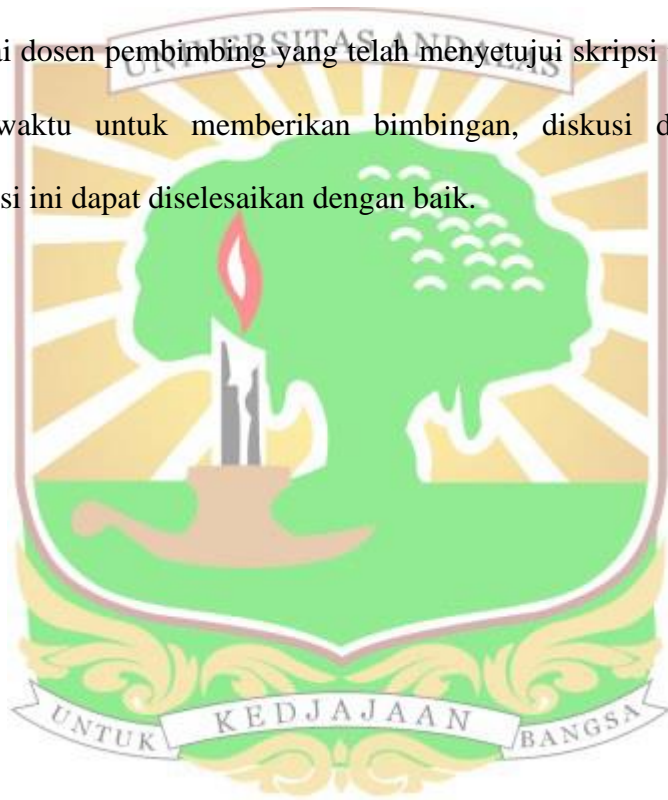 UNIVERSITAS ANDALAS
i dosen pembimbing yang telah menyetujui skripsi
waktu untuk memberikan bimbingan, diskusi d
si ini dapat diselesaikan dengan baik.
UNTUK KEDJAJAAN BANGSA